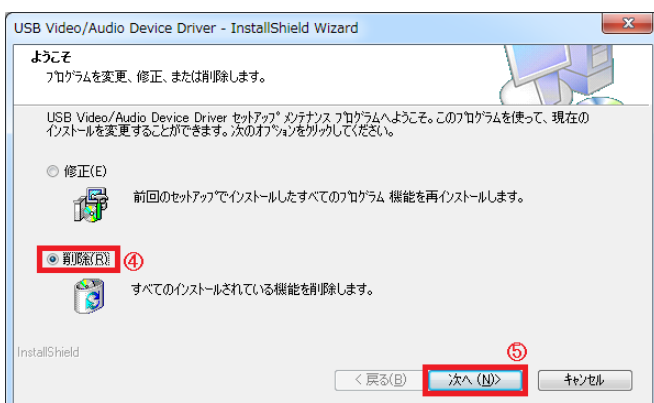 USB Video/Audio Device Driver - InstallShield Wizard
ようこそ
プログラムを変更、修正、または削除します。
USB Video/Audio Device Driver セットアップ メンテナンス プログラムへようこそ。このプログラムを使って、現在の
インストールを変更することができます。次のオプションをクリックしてください。
修正(E)
前回のセットアップでインストールしたすべてのプログラム 機能を再インストールします。
削除(R) ④
すべてのインストールされている機能を削除します。
InstallShield
⑤
< 戻る(B) 次へ (N)> キャンセル